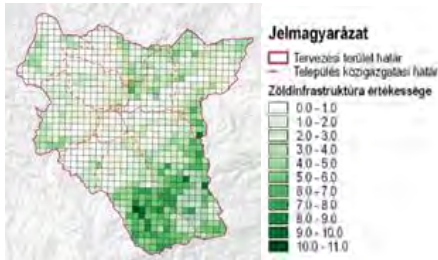 Jelmagyarázat
Tervezési terület határ
Település közigazgatási határ
Zöldinfrastruktúra értékessége
0.0 - 1.0
1.0 - 2.0
2.0 - 3.0
3.0 - 4.0
4.0 - 5.0
5.0 - 6.0
6.0 - 7.0
7.0 - 8.0
8.0 - 9.0
9.0 - 10.0
10.0 - 11.0